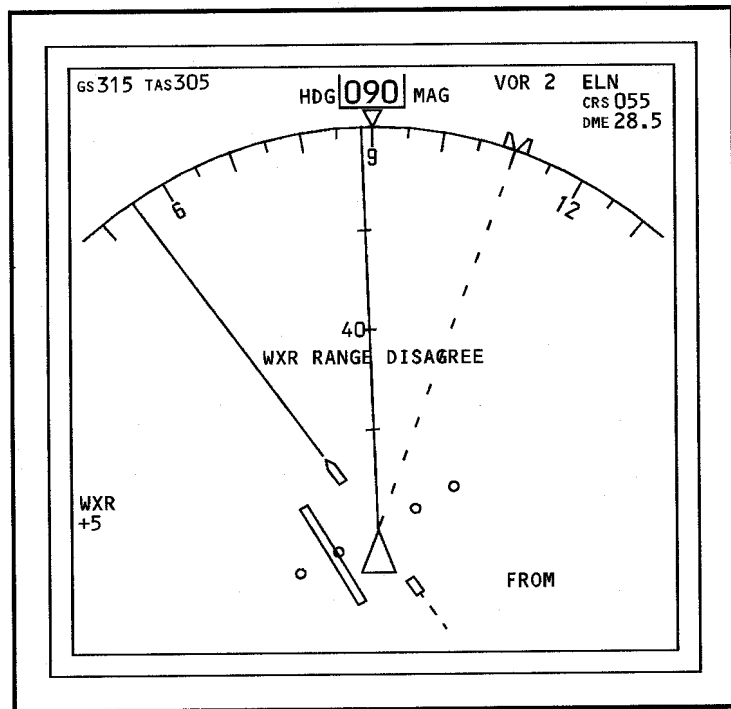 GS315 TAS305
HDG 090 MAG
VOR 2 ELN
CRS 055
DME 28.5
6
9
12
40
WXR RANGE DISAGREE
WXR
+5
FROM